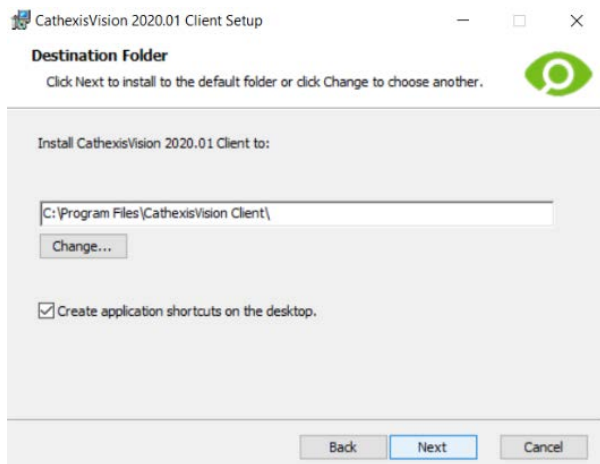 CathexisVision 2020.01 Client Setup
Destination Folder
Click Next to install to the default folder or click Change to choose another.
Install CathexisVision 2020.01 Client to:
C:\Program Files\CathexisVision Client\
Change...
Create application shortcuts on the desktop.
Back Next Cancel